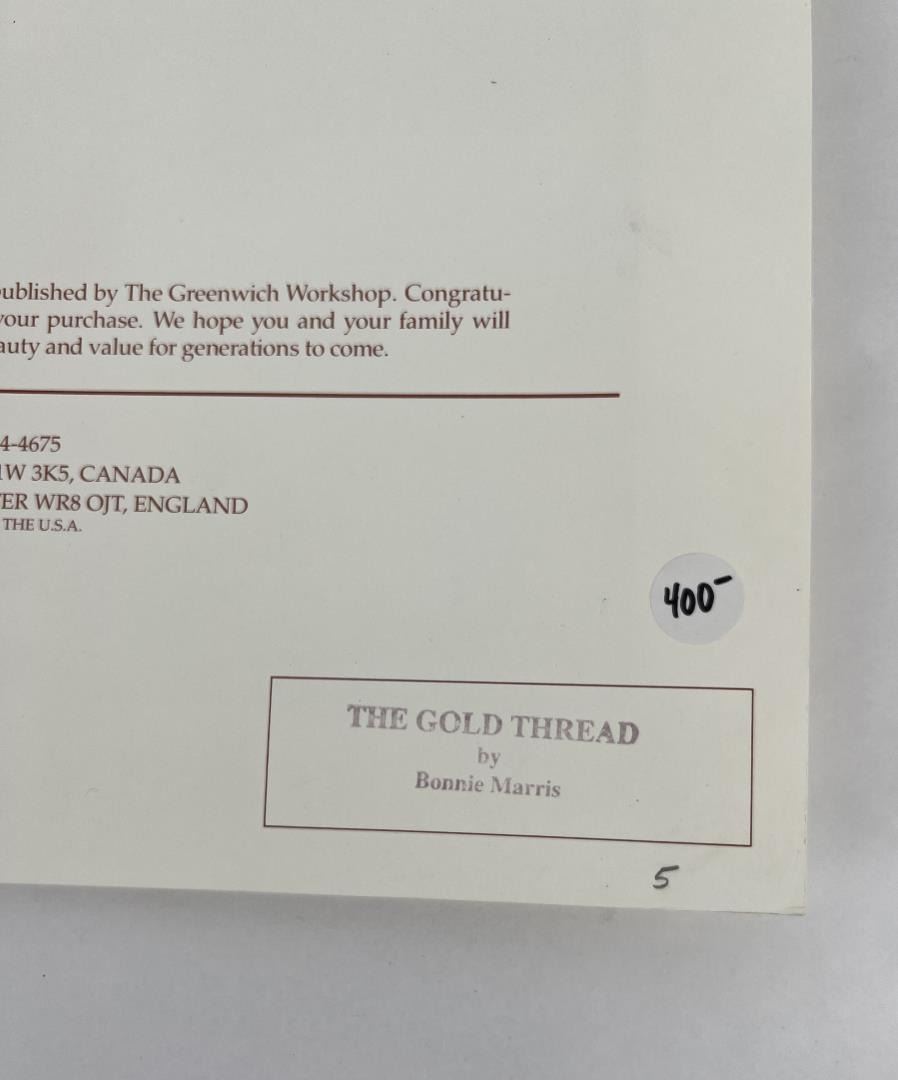 ublished by The Greenwich Workshop. Congratu-
your purchase. We hope you and your family will
auty and value for generations to come.
4-4675
1W 3K5, CANADA
ER WR8 OJT, ENGLAND
THE U.S.A.
400-
THE GOLD THREAD
by
Bonnie Marris
5